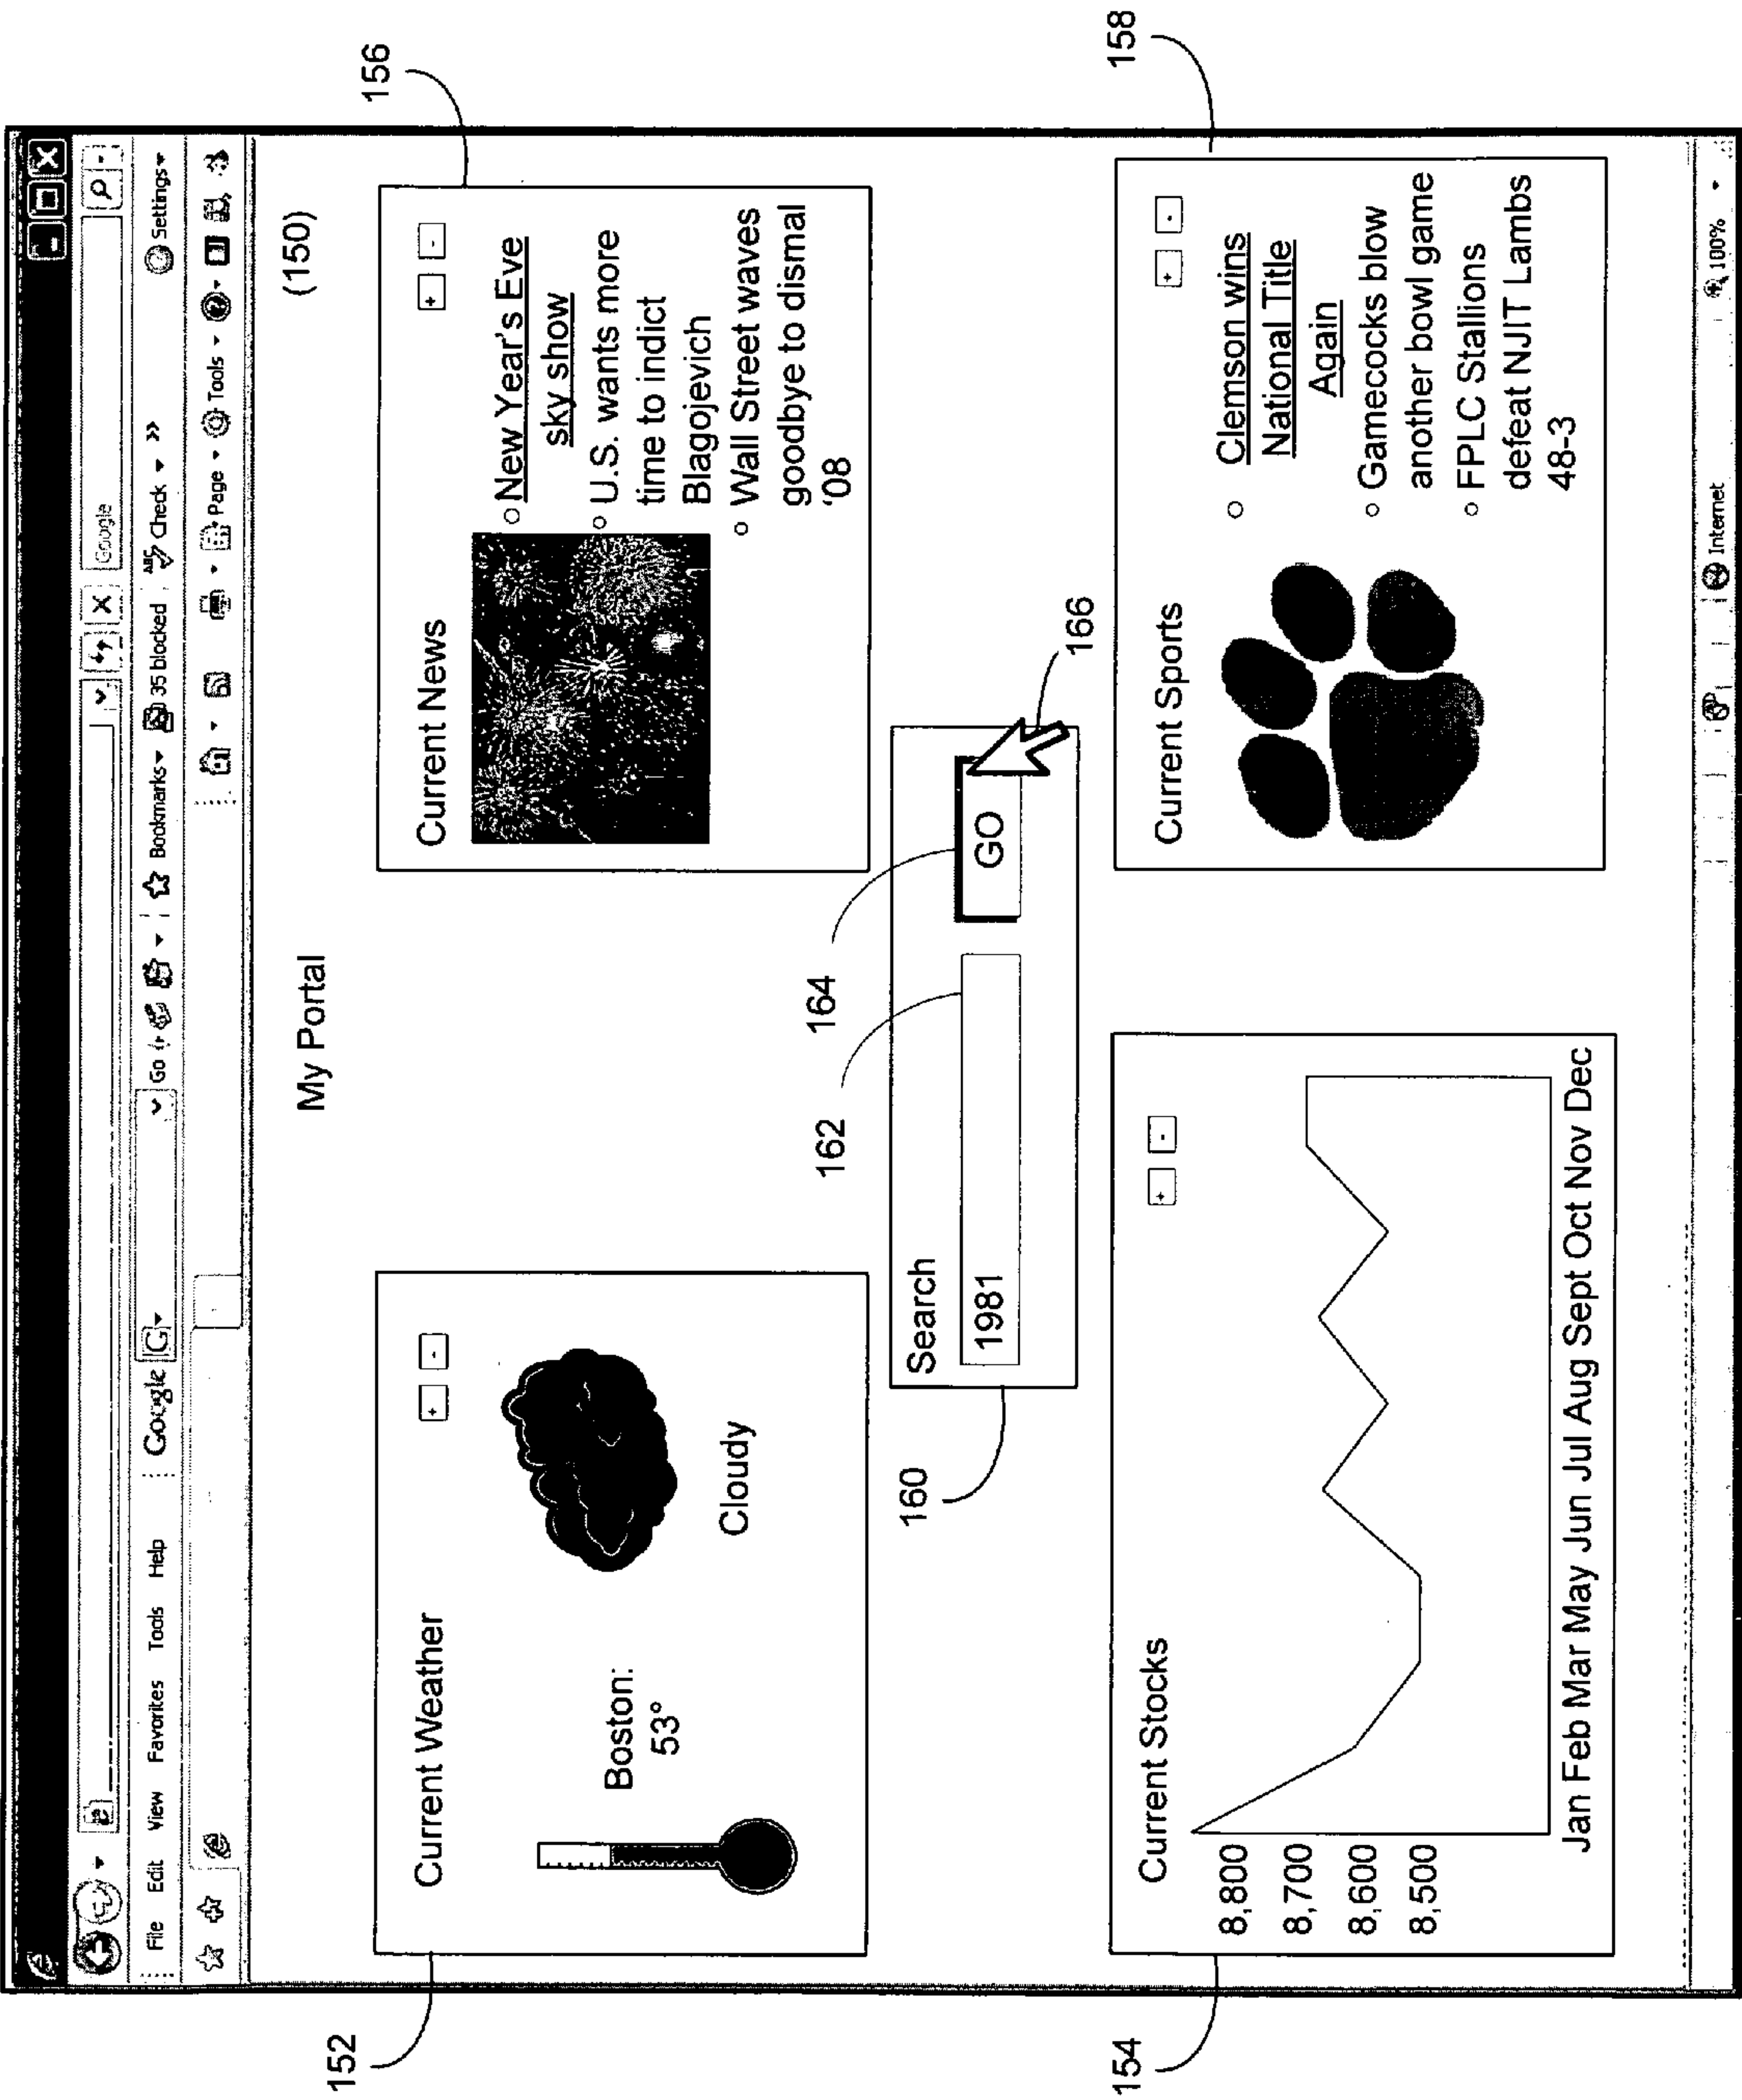 Google
File Edit View Favorites Tools Help
Google G Go Bookmarks 35 blocked ABC Check >> Settings
Page Tools
(150)
My Portal
152
Current Weather
+ -
Boston:
53°
Cloudy
156
Current News
+ -
New Year's Eve
sky show
U.S. wants more
time to indict
Blagojevich
Wall Street waves
goodbye to dismal
'08
160
162
164
166
Search
1981
GO
154
Current Stocks
+ -
8,800
8,700
8,600
8,500
Jan Feb Mar May Jun Jul Aug Sept Oct Nov Dec
158
Current Sports
+ -
Clemson wins
National Title
Again
Gamecocks blow
another bowl game
FPLC Stallions
defeat NJIT Lambs
48-3
Internet 100%